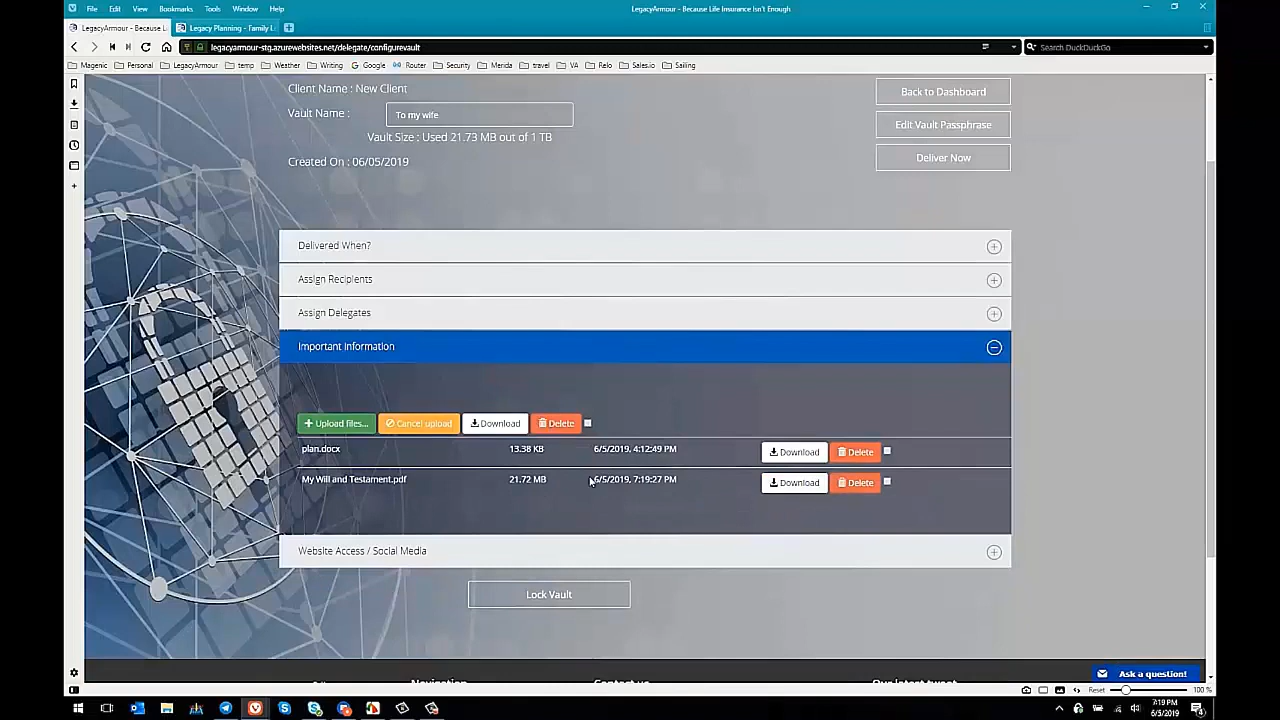 File Edit View Bookmarks Tools Window Help
LegacyArmour - Because Life Insurance Isn't Enough
LegacyArmour - Because L
Legacy Planning - Family L
legacyarmour-stg.azurewebsites.net/delegate/configurevault
Search DuckDuckGo
Magenic Personal LegacyArmour temp Weather Writing Google Router Security Merida travel VA Relo Sales.io Sailing
Client Name : New Client
Back to Dashboard
Vault Name : To my wife
Edit Vault Passphrase
Vault Size : Used 21.73 MB out of 1 TB
Created On : 06/05/2019
Deliver Now
Delivered When?
Assign Recipients
Assign Delegates
Important Information
Upload files... Cancel upload Download Delete
plan.docx 13.38 KB 6/5/2019, 4:12:49 PM Download Delete
My Will and Testament.pdf 21.72 MB 6/5/2019, 7:19:27 PM Download Delete
Website Access / Social Media
Lock Vault
Navigation Contact us Our latest tweet
Ask a question!
Reset 100 %
7:19 PM
6/5/2019